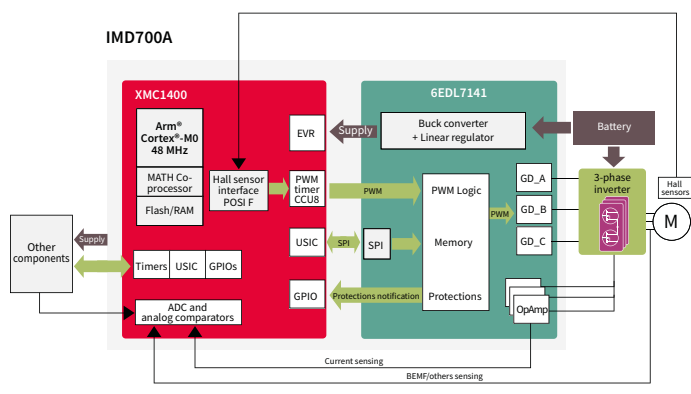 IMD700A
XMC1400
6EDL7141
Arm®
Cortex®-M0
48 MHz
MATH Co-
processor
Flash/RAM
Hall sensor
interface
POSIF
EVR
Supply
Buck converter
+ Linear regulator
Battery
PWM
timer
CCU8
PWM
PWM Logic
PWM
GD_A
GD_B
GD_C
3-phase
inverter
Hall
sensors
M
Other
components
Supply
Timers
USIC
GPIOs
USIC
SPI
SPI
Memory
GPIO
Protections notification
Protections
OpAmp
ADC and
analog comparators
Current sensing
BEMF/others sensing